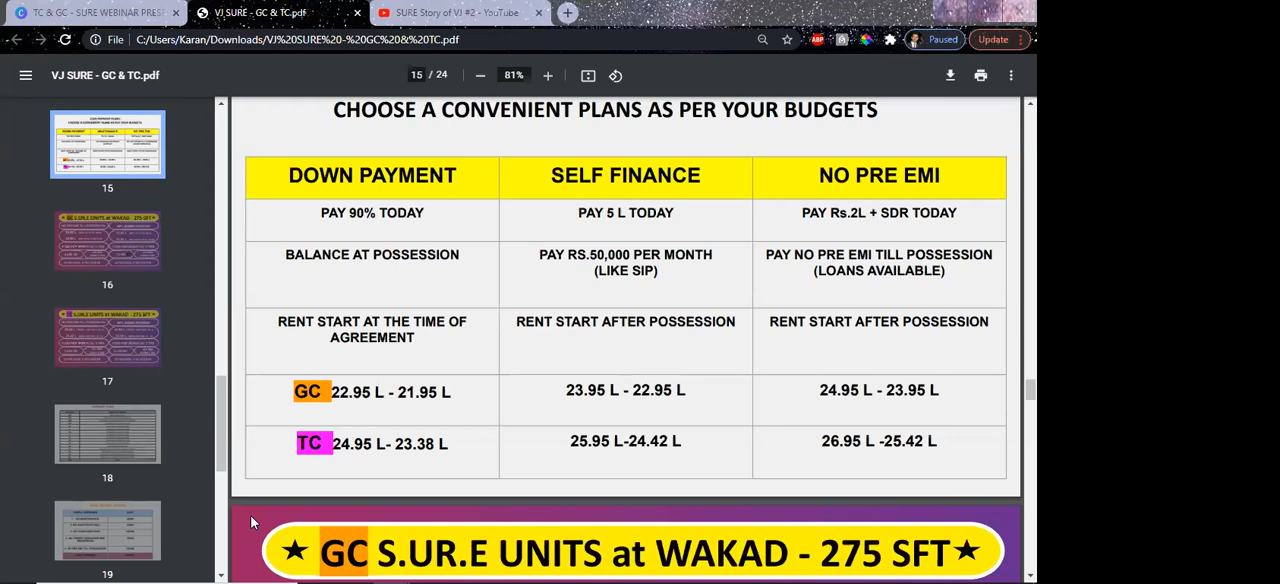 TC & GC - SURE WEBINAR PRES
VJ SURE - GC & TC.pdf
SURE Story of VJ #2 - YouTube
File C:/Users/Karan/Downloads/VJ%20SURE%20-%20GC%20&%20TC.pdf
ABP
Paused
Update
VJ SURE - GC & TC.pdf
15 / 24
81%
15
16
17
18
19
CHOOSE A CONVENIENT PLANS AS PER YOUR BUDGETS
DOWN PAYMENT SELF FINANCE NO PRE EMI
PAY 90% TODAY PAY 5 L TODAY PAY Rs.2L + SDR TODAY
BALANCE AT POSSESSION PAY RS.50,000 PER MONTH PAY NO PRE EMI TILL POSSESSION
(LIKE SIP) (LOANS AVAILABLE)
RENT START AT THE TIME OF RENT START AFTER POSSESSION RENT START AFTER POSSESSION
AGREEMENT
GC 22.95 L - 21.95 L 23.95 L - 22.95 L 24.95 L - 23.95 L
TC 24.95 L- 23.38 L 25.95 L-24.42 L 26.95 L -25.42 L
★ GC S.UR.E UNITS at WAKAD - 275 SFT★